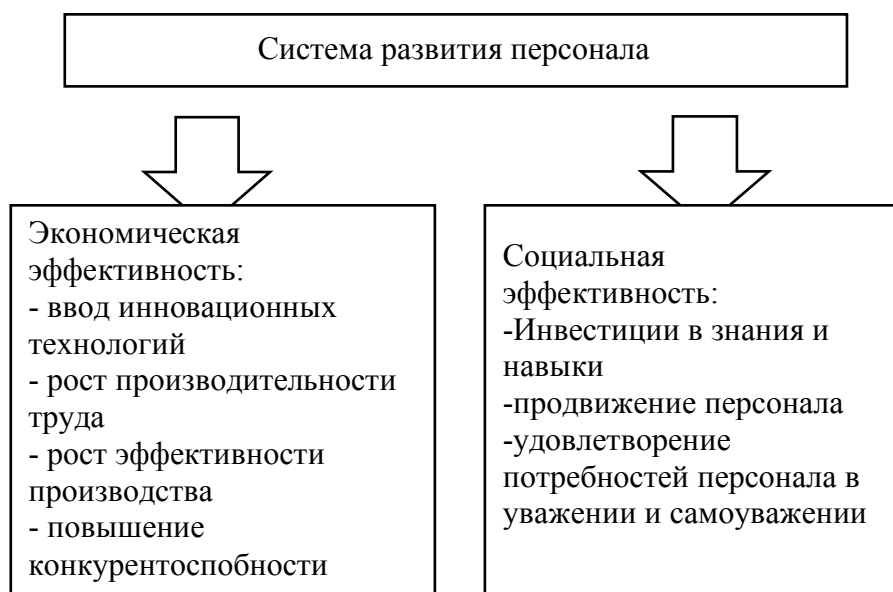 Система развития персонала
Экономическая
эффективность:
- ввод инновационных
технологий
- рост производительности
труда
- рост эффективности
производства
- повышение
конкурентоспобности
Социальная
эффективность:
-Инвестиции в знания и
навыки
-продвижение персонала
-удовлетворение
потребностей персонала в
уважении и самоуважении